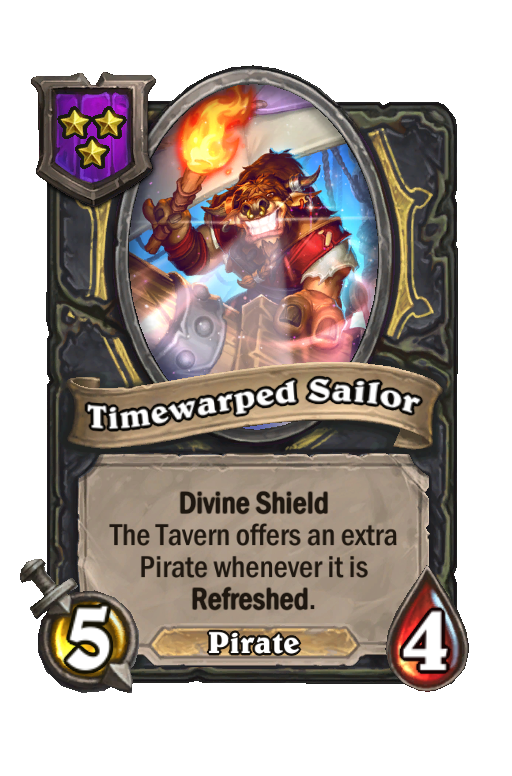 Timewarped Sailor
Divine Shield
The Tavern offers an extra
Pirate whenever it is
Refreshed.
5
Pirate
4